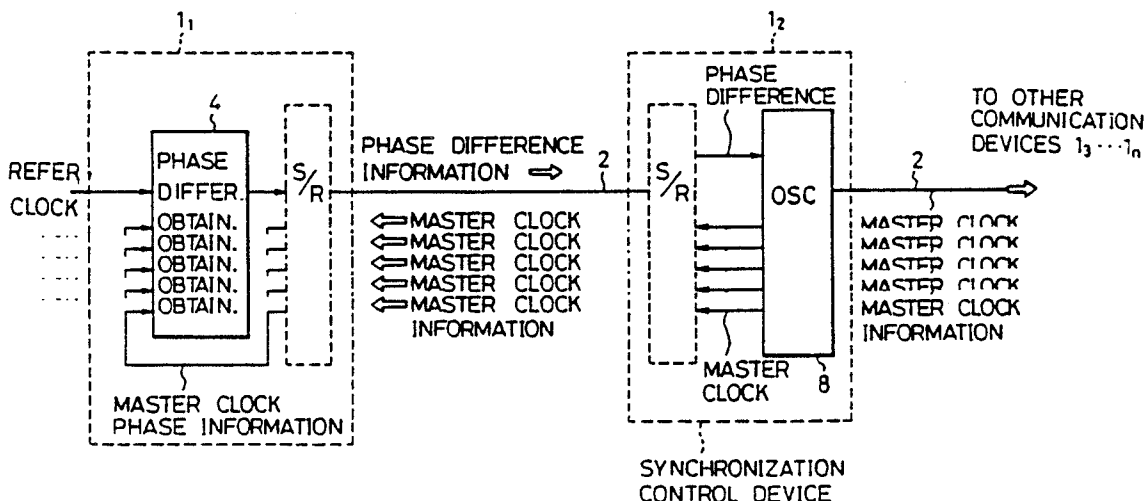 1₁
4
REFER
CLOCK
PHASE
DIFFER.
OBTAIN.
OBTAIN.
OBTAIN.
OBTAIN.
OBTAIN.
S/R
MASTER CLOCK
PHASE INFORMATION
PHASE DIFFERENCE
INFORMATION ⇨
2
⇦ MASTER CLOCK
⇦ MASTER CLOCK
⇦ MASTER CLOCK
⇦ MASTER CLOCK
⇦ MASTER CLOCK
INFORMATION
1₂
PHASE
DIFFERENCE
S/R
OSC
MASTER
CLOCK
8
SYNCHRONIZATION
CONTROL DEVICE
TO OTHER
COMMUNICATION
DEVICES 1₃ ··· 1ₙ
2
MASTER CLOCK
MASTER CLOCK
MASTER CLOCK
MASTER CLOCK
MASTER CLOCK
INFORMATION